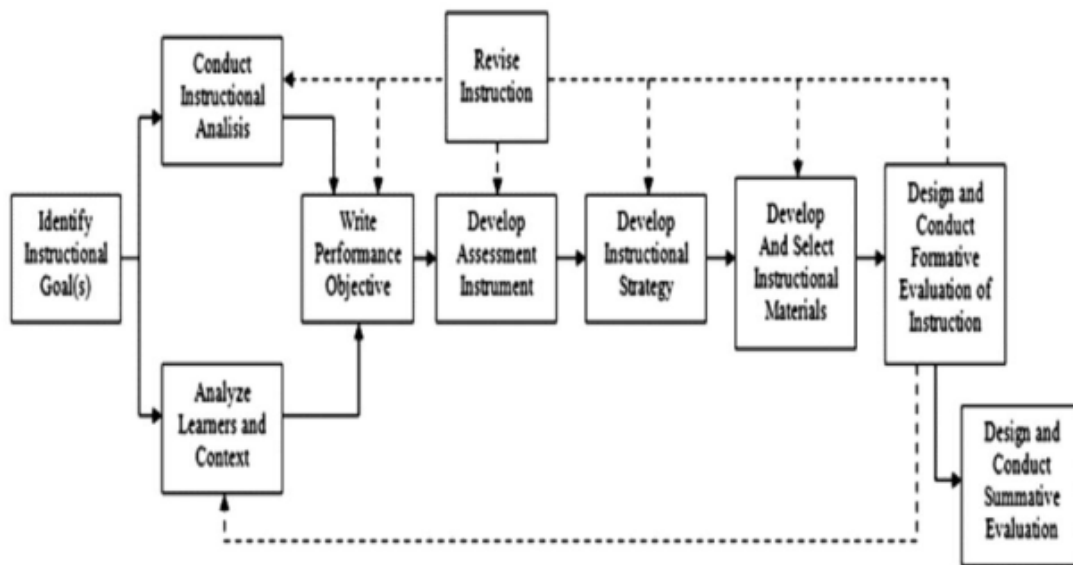 Conduct
Instructional
Analisis
Revise
Instruction
Identify
Instructional
Goal(s)
Write
Performance
Objective
Develop
Assessment
Instrument
Develop
Instructional
Strategy
Develop
And Select
Instructional
Materials
Design and
Conduct
Formative
Evaluation of
Instruction
Analyze
Learners and
Context
Design and
Conduct
Summative
Evaluation